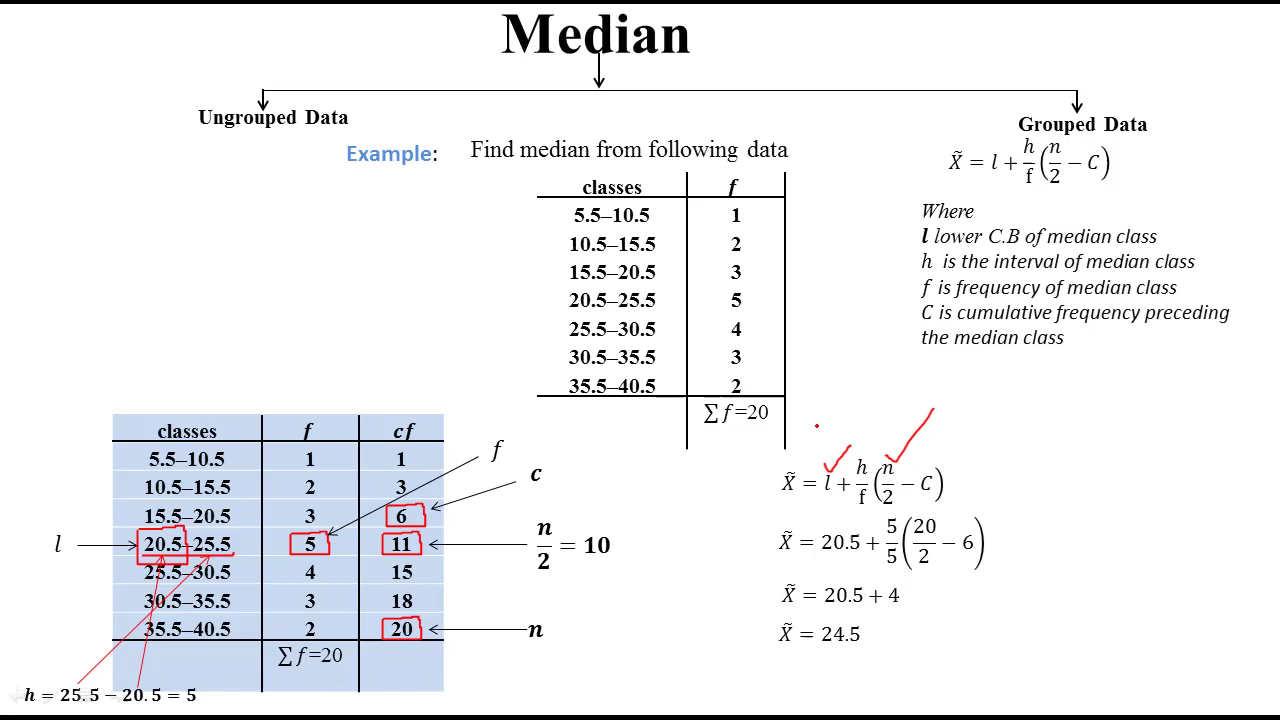 Median
Ungrouped Data
Grouped Data
Example: Find median from following data
classes f
5.5–10.5 1
10.5–15.5 2
15.5–20.5 3
20.5–25.5 5
25.5–30.5 4
30.5–35.5 3
35.5–40.5 2
∑f=20
X̃ = l + h/f (n/2 − C)
Where
l lower C.B of median class
h is the interval of median class
f is frequency of median class
C is cumulative frequency preceding
the median class
classes f cf
5.5–10.5 1 1
10.5–15.5 2 3
15.5–20.5 3 6
20.5–25.5 5 11
25.5–30.5 4 15
30.5–35.5 3 18
35.5–40.5 2 20
∑f=20
l
f
c
n/2 = 10
n
h = 25.5 − 20.5 = 5
X̃ = l + h/f (n/2 − C)
X̃ = 20.5 + 5/5 (20/2 − 6)
X̃ = 20.5 + 4
X̃ = 24.5